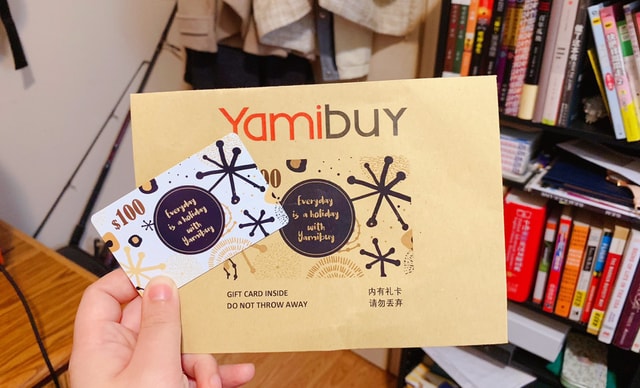 Yamibuy
$100
Everyday
is a holiday
with
Yamibuy
00
Everyday
is a holiday
with
Yamibuy
GIFT CARD INSIDE
DO NOT THROW AWAY
内有礼卡
请勿丢弃